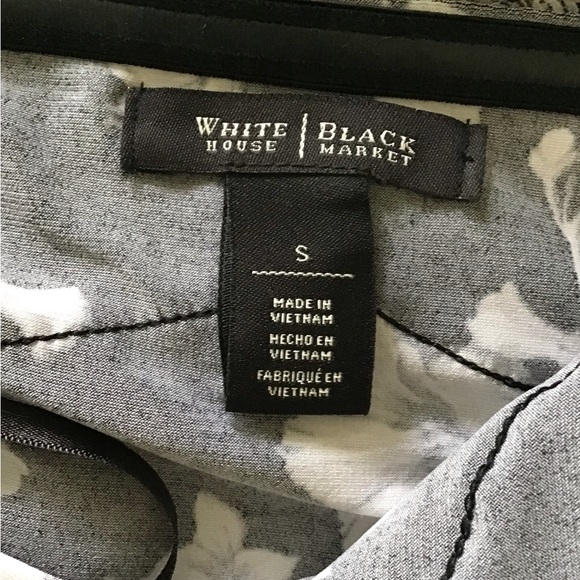 WHITE | BLACK
HOUSE | MARKET
S
MADE IN
VIETNAM
HECHO EN
VIETNAM
FABRIQUÉ EN
VIETNAM